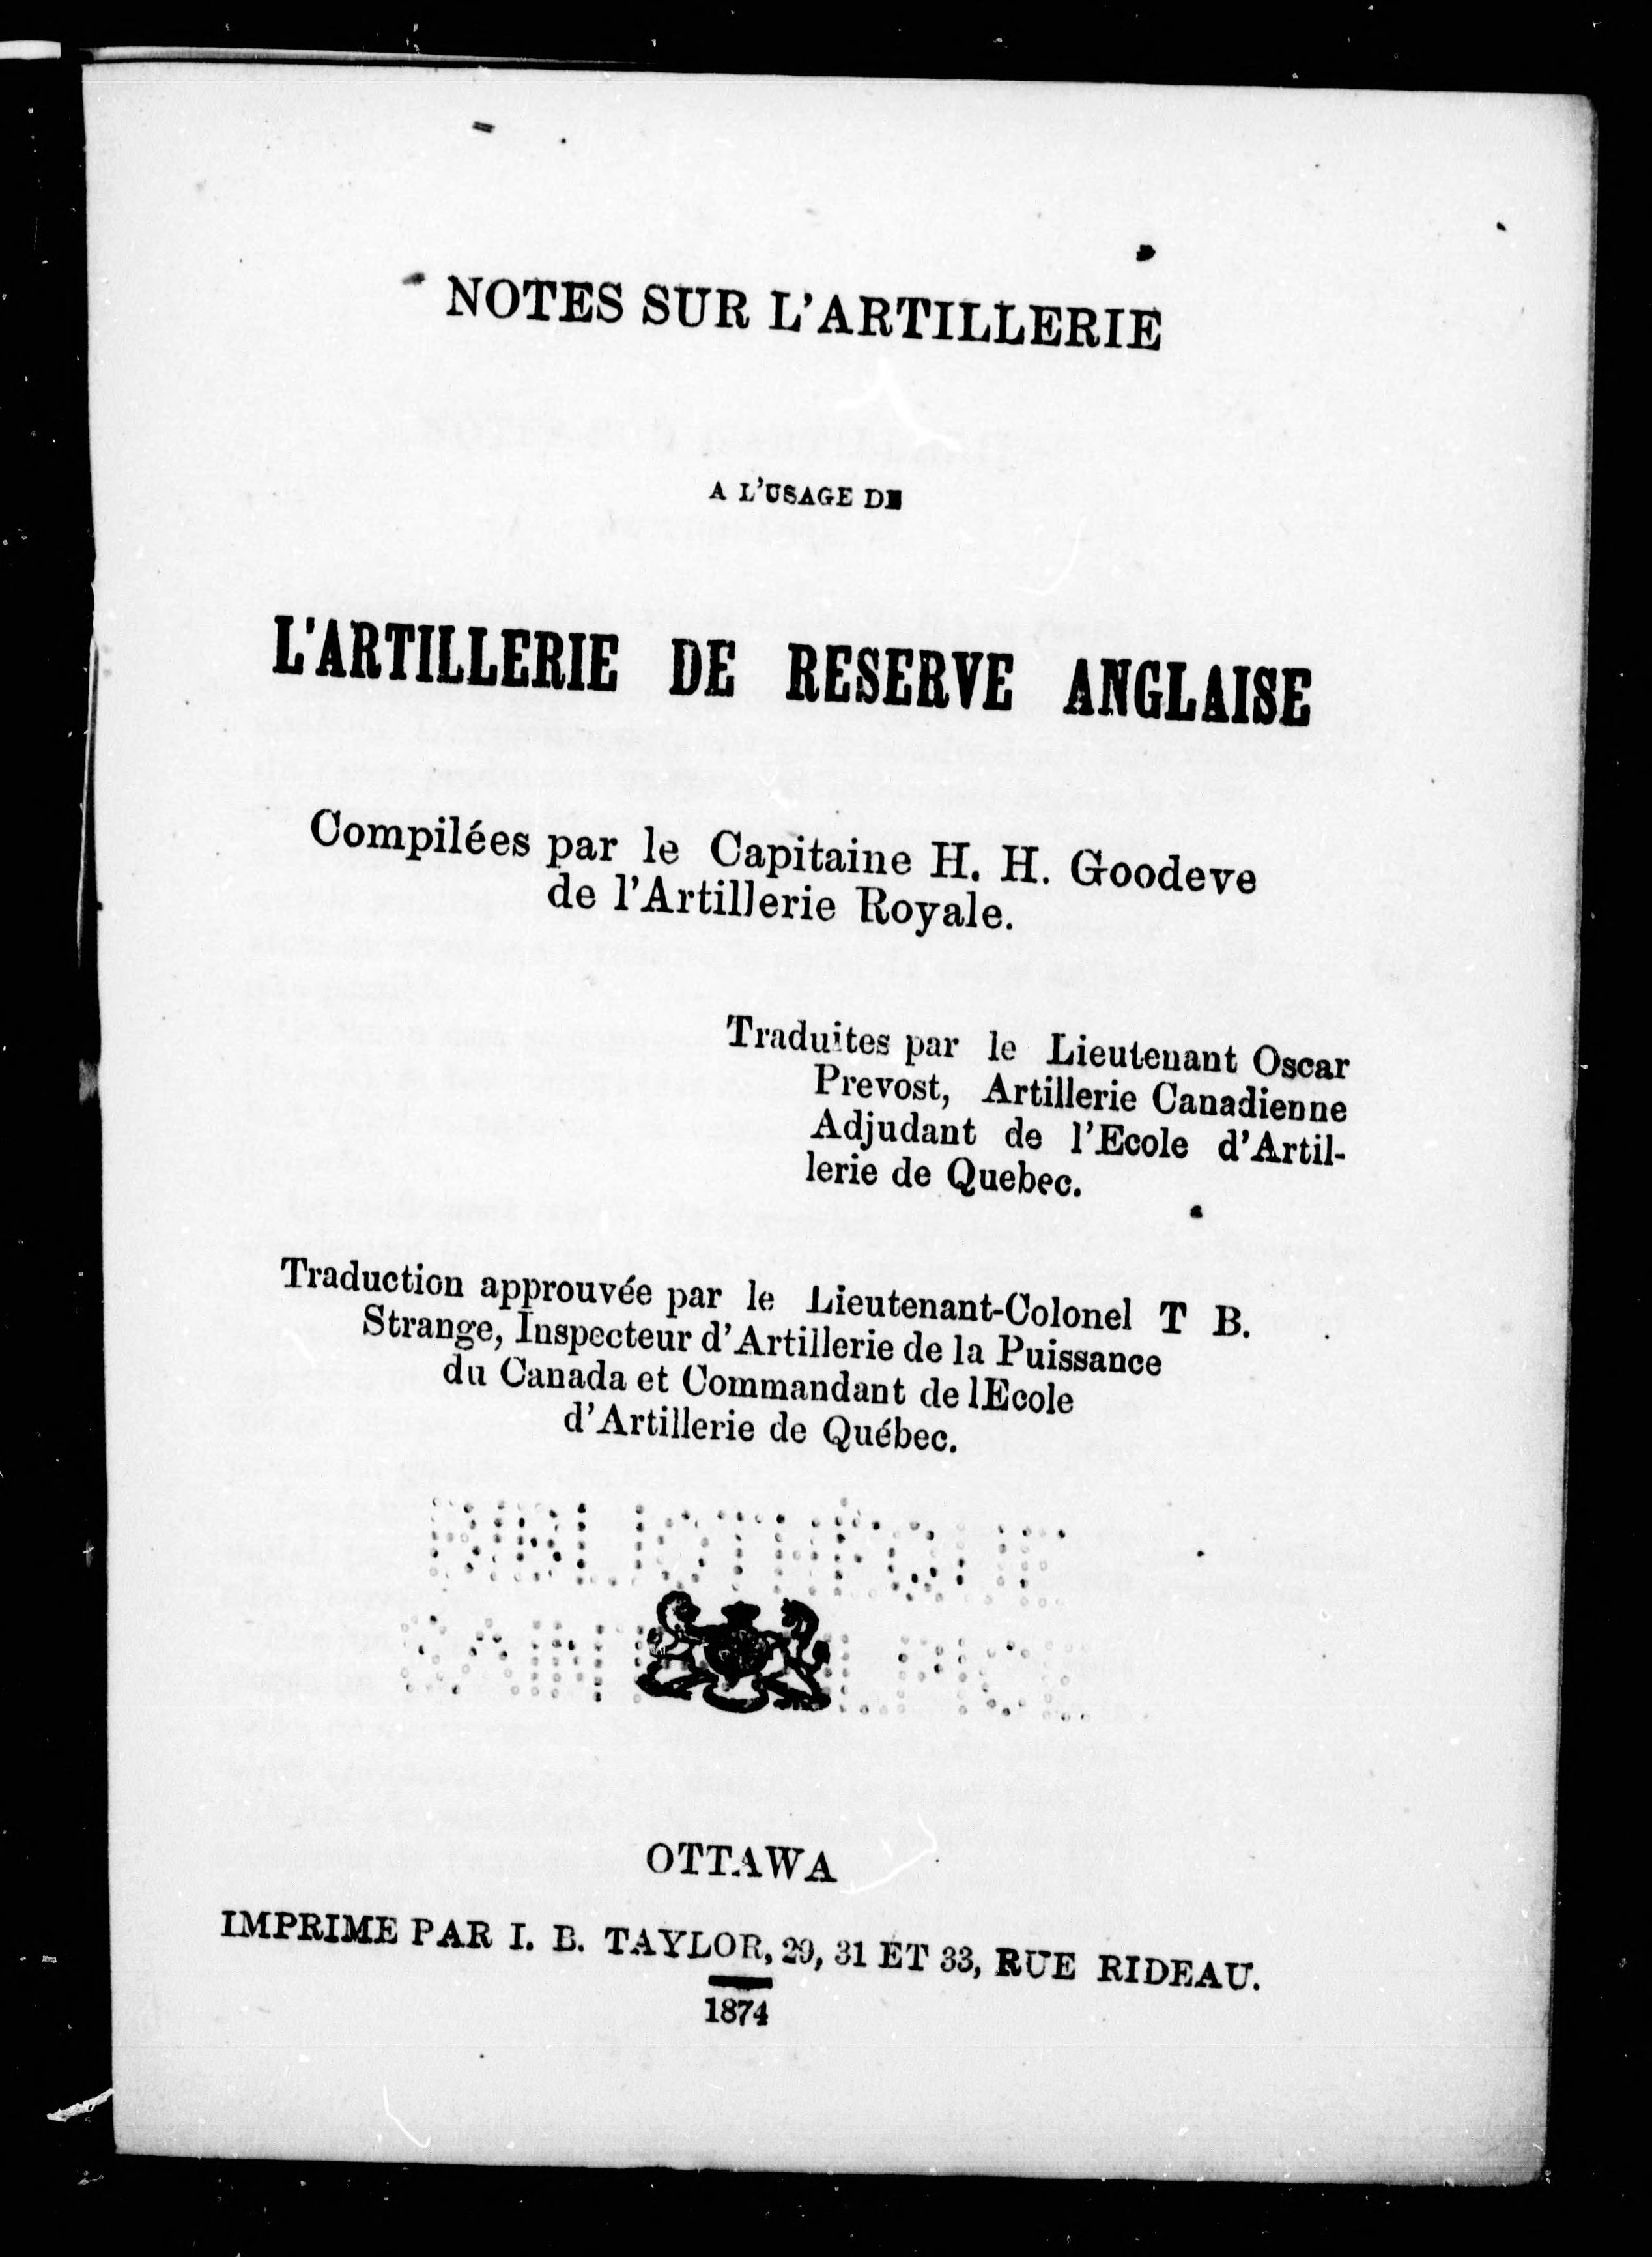 NOTES SUR L'ARTILLERIE
A L'USAGE DE
L'ARTILLERIE DE RESERVE ANGLAISE
Compilées par le Capitaine H. H. Goodeve
de l'Artillerie Royale.
Traduites par le Lieutenant Oscar
Prevost, Artillerie Canadienne
Adjudant de l'Ecole d'Artil-
lerie de Quebec.
Traduction approuvée par le Lieutenant-Colonel T B.
Strange, Inspecteur d'Artillerie de la Puissance
du Canada et Commandant de lEcole
d'Artillerie de Québec.
BIBLIOTHEQUE
OTTAWA
IMPRIME PAR I. B. TAYLOR, 29, 31 ET 33, RUE RIDEAU.
1874